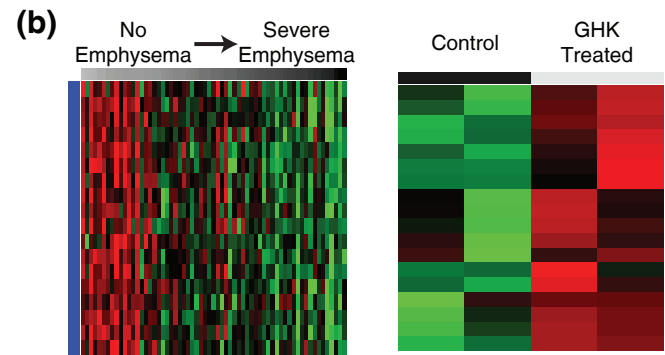 (b)
No
Emphysema
Severe
Emphysema
Control
GHK
Treated